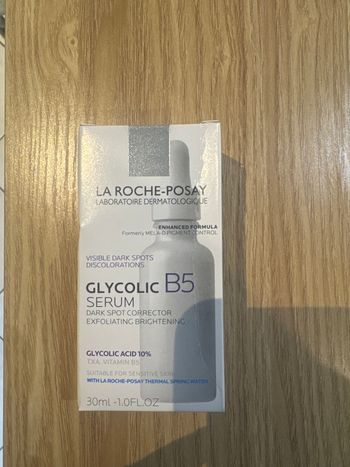 LA ROCHE-POSAY
LABORATOIRE DERMATOLOGIQUE
ENHANCED FORMULA
Formerly MELA-D PIGMENT CONTROL
VISIBLE DARK SPOTS
DISCOLORATIONS
GLYCOLIC B5
SERUM
DARK SPOT CORRECTOR
EXFOLIATING BRIGHTENING
GLYCOLIC ACID 10%
TXA. VITAMIN B5
SUITABLE FOR SENSITIVE SKIN
WITH LA ROCHE-POSAY THERMAL SPRING WATER
30ml -1.0FL.OZ